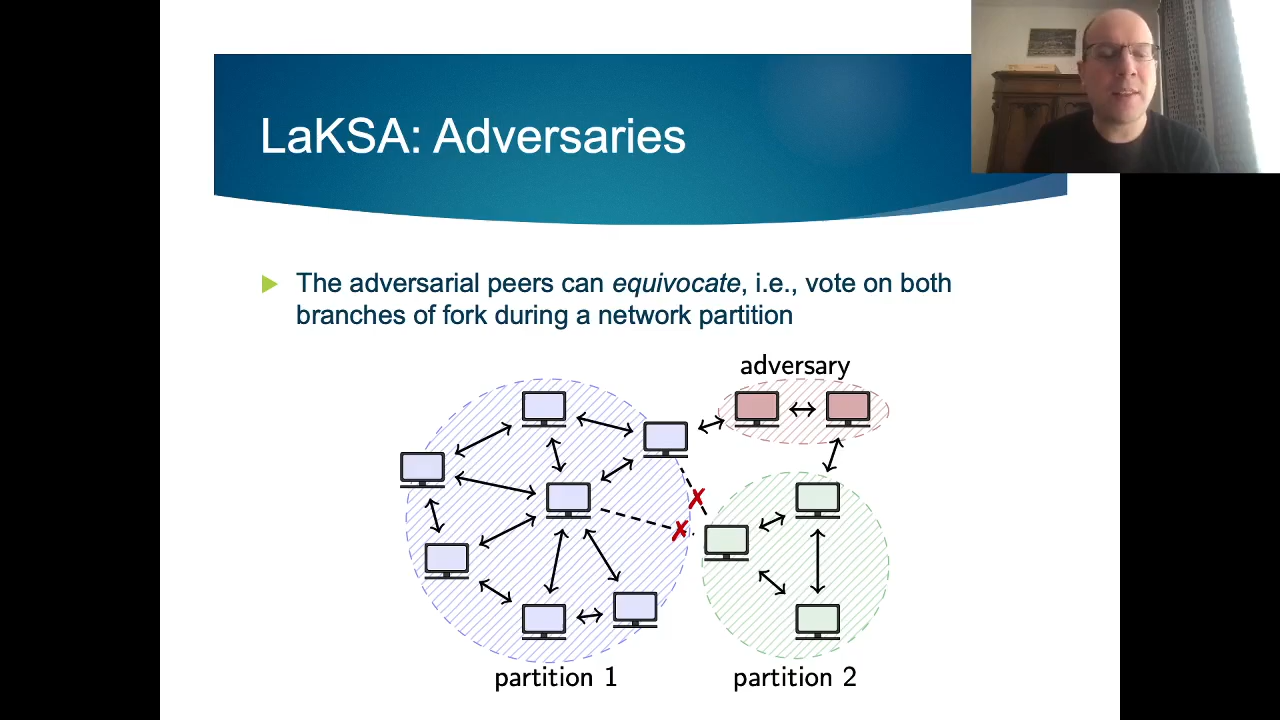 LaKSA: Adversaries
The adversarial peers can equivocate, i.e., vote on both
branches of fork during a network partition
adversary
partition 1
partition 2